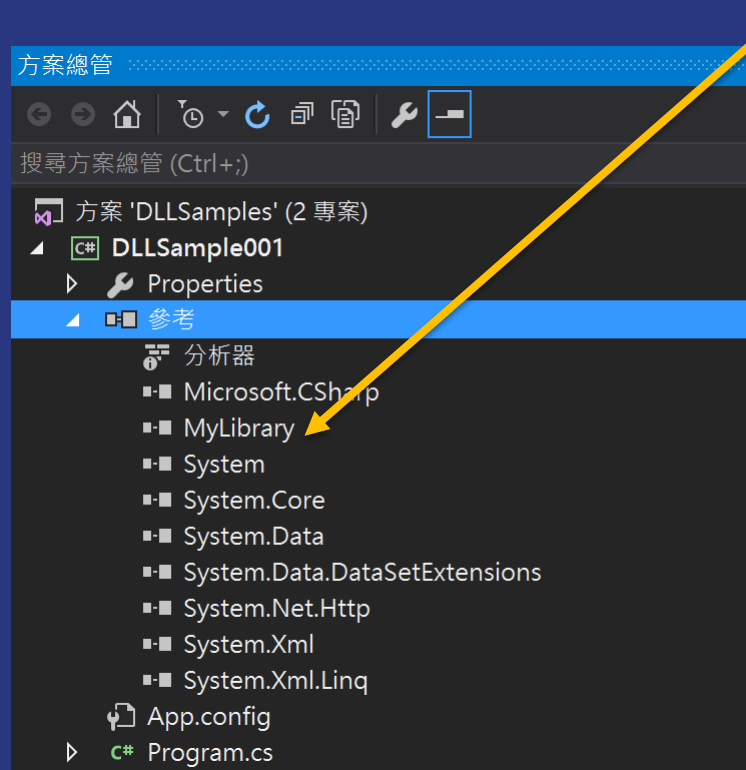 方案總管
搜尋方案總管 (Ctrl+;)
方案 'DLLSamples' (2 專案)
C# DLLSample001
Properties
參考
分析器
Microsoft.CSharp
MyLibrary
System
System.Core
System.Data
System.Data.DataSetExtensions
System.Net.Http
System.Xml
System.Xml.Linq
App.config
C# Program.cs